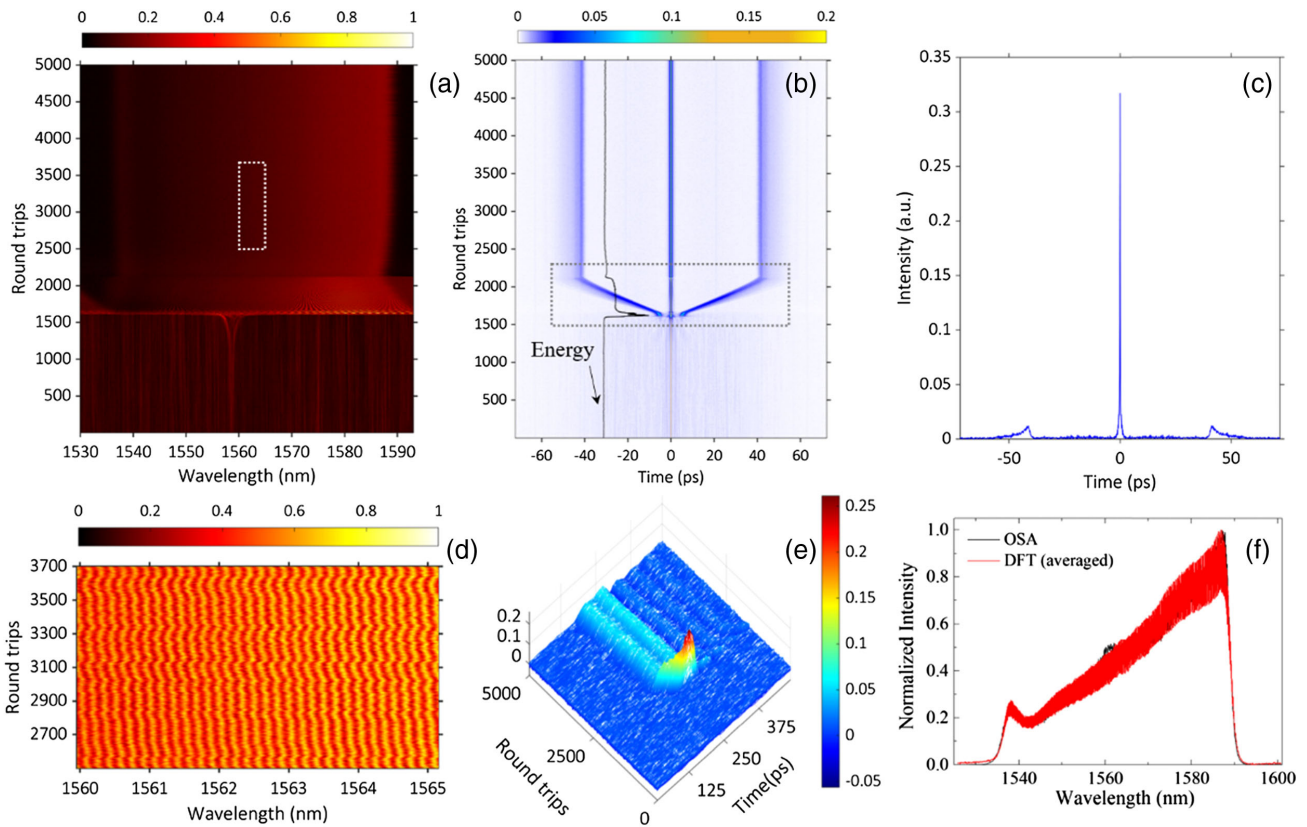 0 0.2 0.4 0.6 0.8 1
(a)
5000
4500
4000
3500
3000
2500
2000
1500
1000
500
Round trips
1530 1540 1550 1560 1570 1580 1590
Wavelength (nm)
0 0.05 0.1 0.15 0.2
(b)
5000
4500
4000
3500
3000
2500
2000
1500
1000
500
Round trips
Energy
-60 -40 -20 0 20 40 60
Time (ps)
(c)
0.35
0.3
0.25
0.2
0.15
0.1
0.05
0
Intensity (a.u.)
-50 0 50
Time (ps)
0 0.2 0.4 0.6 0.8 1
(d)
3700
3500
3300
3100
2900
2700
Round trips
1560 1561 1562 1563 1564 1565
Wavelength (nm)
(e)
0.2
0.1
0
5000
2500
0
Round trips
125
250
375
Time(ps)
0.25
0.2
0.15
0.1
0.05
0
-0.05
(f)
OSA
DFT (averaged)
1.0
0.8
0.6
0.4
0.2
0.0
Normalized Intensity
1540 1560 1580 1600
Wavelength (nm)